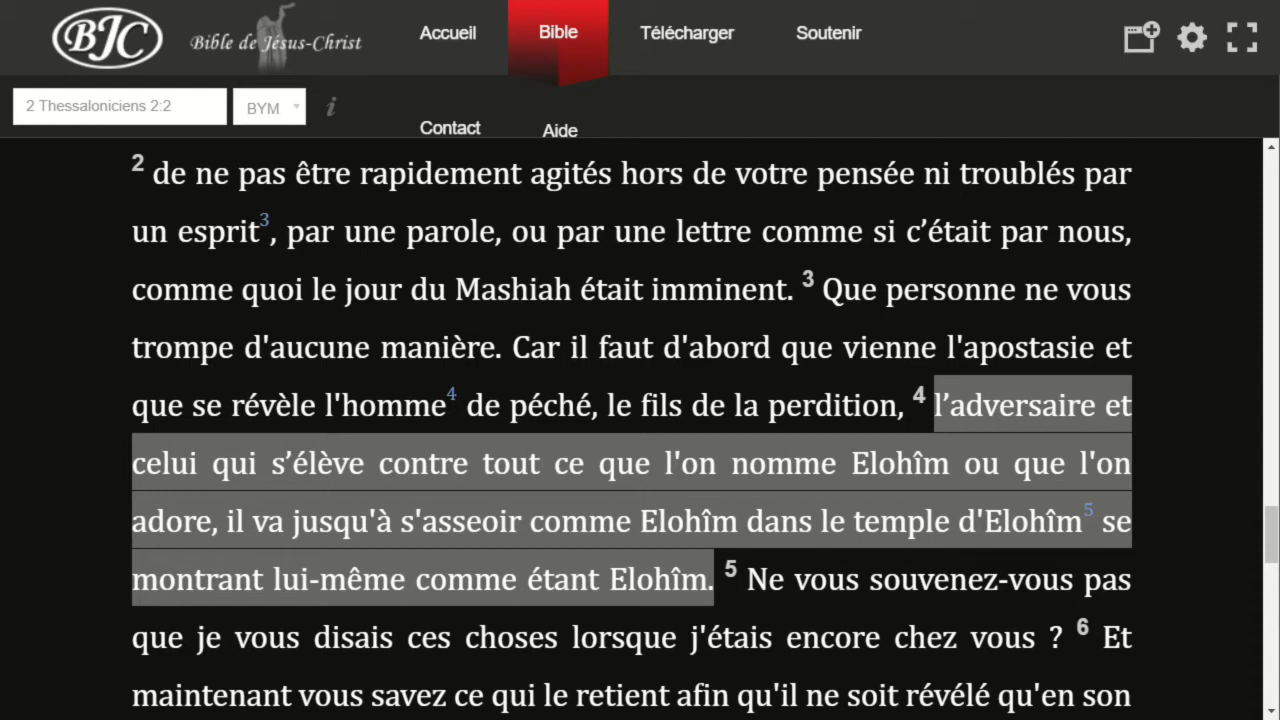 BJC
Bible de Jésus-Christ
Accueil
Bible
Télécharger
Soutenir
2 Thessaloniciens 2:2
BYM
i
Contact
Aide
2 de ne pas être rapidement agités hors de votre pensée ni troublés par
un esprit3, par une parole, ou par une lettre comme si c’était par nous,
comme quoi le jour du Mashiah était imminent. 3 Que personne ne vous
trompe d'aucune manière. Car il faut d'abord que vienne l'apostasie et
que se révèle l'homme4 de péché, le fils de la perdition, 4 l’adversaire et
celui qui s’élève contre tout ce que l'on nomme Elohîm ou que l'on
adore, il va jusqu'à s'asseoir comme Elohîm dans le temple d'Elohîm5 se
montrant lui-même comme étant Elohîm. 5 Ne vous souvenez-vous pas
que je vous disais ces choses lorsque j'étais encore chez vous ? 6 Et
maintenant vous savez ce qui le retient afin qu'il ne soit révélé qu'en son